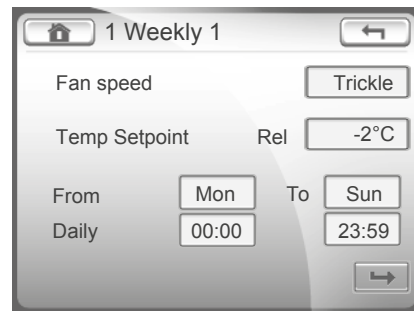 1 Weekly 1
Fan speed Trickle
Temp Setpoint Rel -2°C
From Mon To Sun
Daily 00:00 23:59